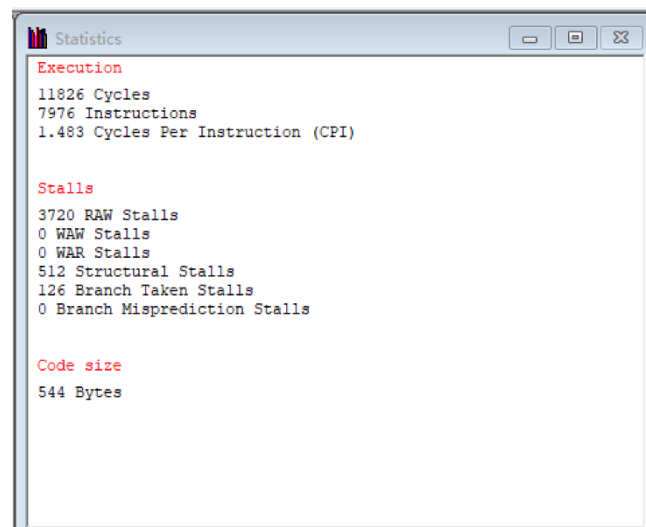 Statistics
Execution
11826 Cycles
7976 Instructions
1.483 Cycles Per Instruction (CPI)
Stalls
3720 RAW Stalls
0 WAW Stalls
0 WAR Stalls
512 Structural Stalls
126 Branch Taken Stalls
0 Branch Misprediction Stalls
Code size
544 Bytes